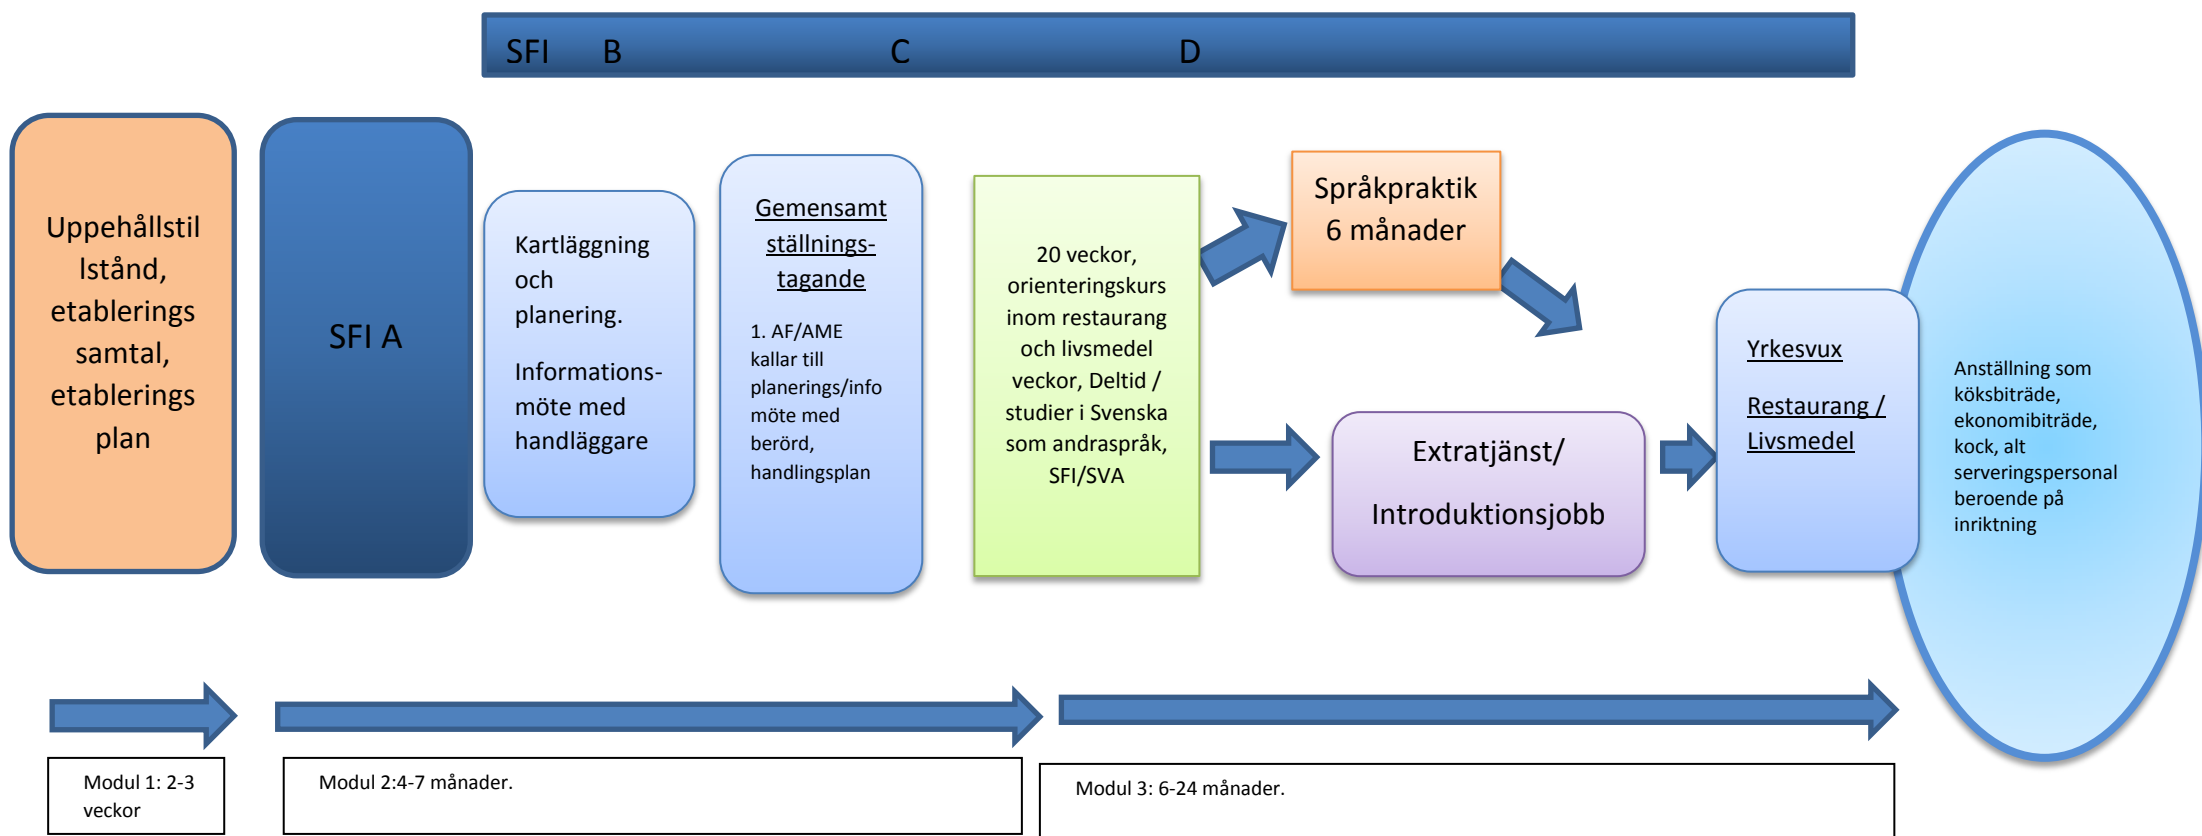 SFI B C D
Uppehållstil
lstånd,
etablerings
samtal,
etablerings
plan
SFI A
Kartläggning
och
planering.
Informations-
möte med
handläggare
Gemensamt
ställnings-
tagande
1. AF/AME
kallar till
planerings/info
möte med
berörd,
handlingsplan
20 veckor,
orienteringskurs
inom restaurang
och livsmedel
veckor, Deltid /
studier i Svenska
som andraspråk,
SFI/SVA
Språkpraktik
6 månader
Extratjänst/
Introduktionsjobb
Yrkesvux
Restaurang /
Livsmedel
Anställning som
köksbiträde,
ekonomibiträde,
kock, alt
serveringspersonal
beroende på
inriktning
Modul 1: 2-3
veckor
Modul 2:4-7 månader.
Modul 3: 6-24 månader.